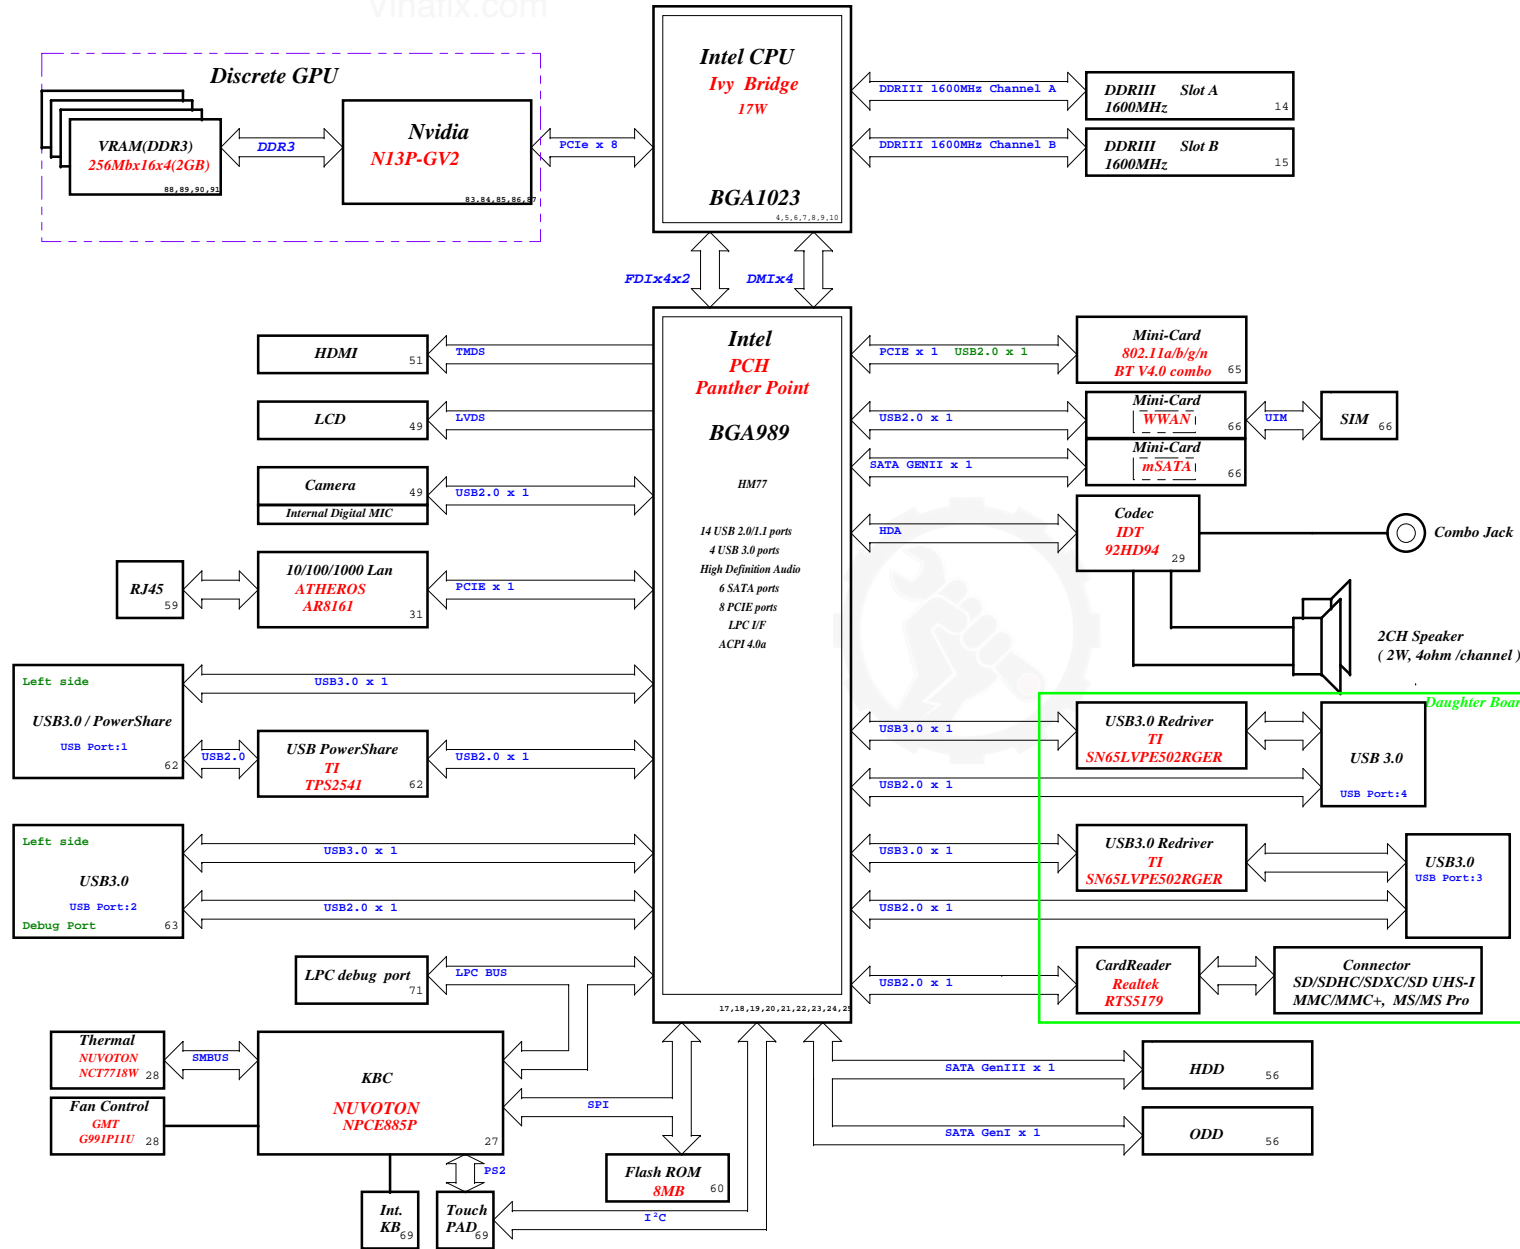 Vinafix.com
Discrete GPU
VRAM(DDR3)
256Mbx16x4(2GB)
88,89,90,91
DDR3
Nvidia
N13P-GV2
83.84,85,86,87
PCIe x 8
Intel CPU
Ivy Bridge
17W
BGA1023
4,5,6,7,8,9,10
DDRIII 1600MHz Channel A
DDRIII Slot A
1600MHz
14
DDRIII 1600MHz Channel B
DDRIII Slot B
1600MHz
15
FDIx4x2
DMIx4
Intel
PCH
Panther Point
BGA989
HM77
14 USB 2.0/1.1 ports
4 USB 3.0 ports
High Definition Audio
6 SATA ports
8 PCIE ports
LPC I/F
ACPI 4.0a
17,18,19,20,21,22,23,24,25
HDMI
51
TMDS
LCD
49
LVDS
Camera
49
Internal Digital MIC
USB2.0 x 1
RJ45
59
10/100/1000 Lan
ATHEROS
AR8161
31
PCIE x 1
Left side
USB3.0 / PowerShare
USB Port:1
62
USB3.0 x 1
USB2.0
USB PowerShare
TI
TPS2541
62
USB2.0 x 1
Left side
USB3.0
USB Port:2
Debug Port
63
USB3.0 x 1
USB2.0 x 1
LPC debug port
71
LPC BUS
Thermal
NUVOTON
NCT7718W
28
SMBUS
Fan Control
GMT
G991P11U
28
KBC
NUVOTON
NPCE885P
27
SPI
PS2
Int.
KB
69
Touch
PAD
69
I²C
Flash ROM
8MB
60
PCIE x 1 USB2.0 x 1
Mini-Card
802.11a/b/g/n
BT V4.0 combo
65
USB2.0 x 1
Mini-Card
WWAN
66
UIM
SIM
66
SATA GENII x 1
Mini-Card
mSATA
66
HDA
Codec
IDT
92HD94
29
Combo Jack
2CH Speaker
( 2W, 4ohm /channel )
Daughter Boar
USB3.0 x 1
USB3.0 Redriver
TI
SN65LVPE502RGER
USB 3.0
USB Port:4
USB2.0 x 1
USB3.0 x 1
USB3.0 Redriver
TI
SN65LVPE502RGER
USB3.0
USB Port:3
USB2.0 x 1
USB2.0 x 1
CardReader
Realtek
RTS5179
Connector
SD/SDHC/SDXC/SD UHS-I
MMC/MMC+, MS/MS Pro
SATA GenIII x 1
HDD
56
SATA GenI x 1
ODD
56